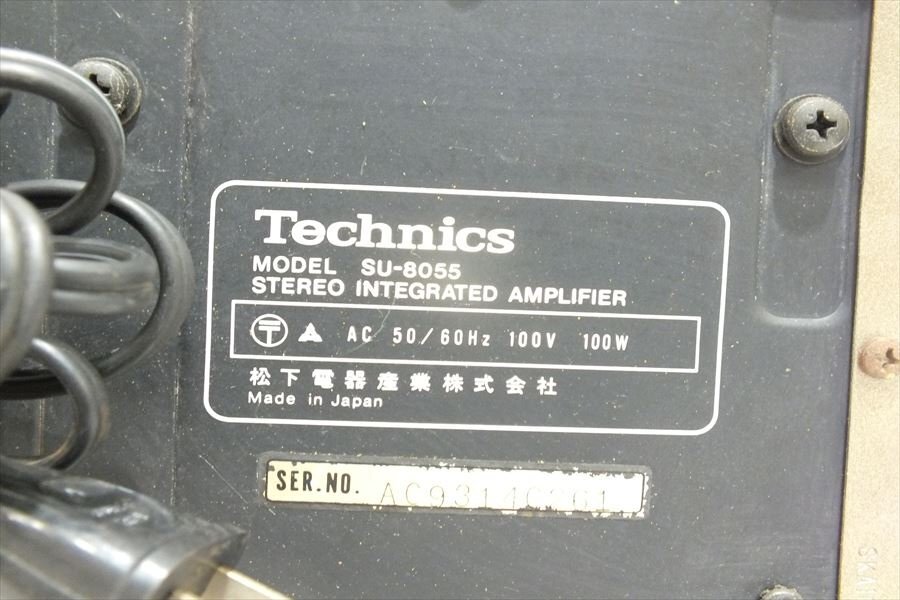 Technics
MODEL SU-8055
STEREO INTEGRATED AMPLIFIER
〒 AC 50/60Hz 100V 100W
松下電器産業株式会社
Made in Japan
SER.NO.